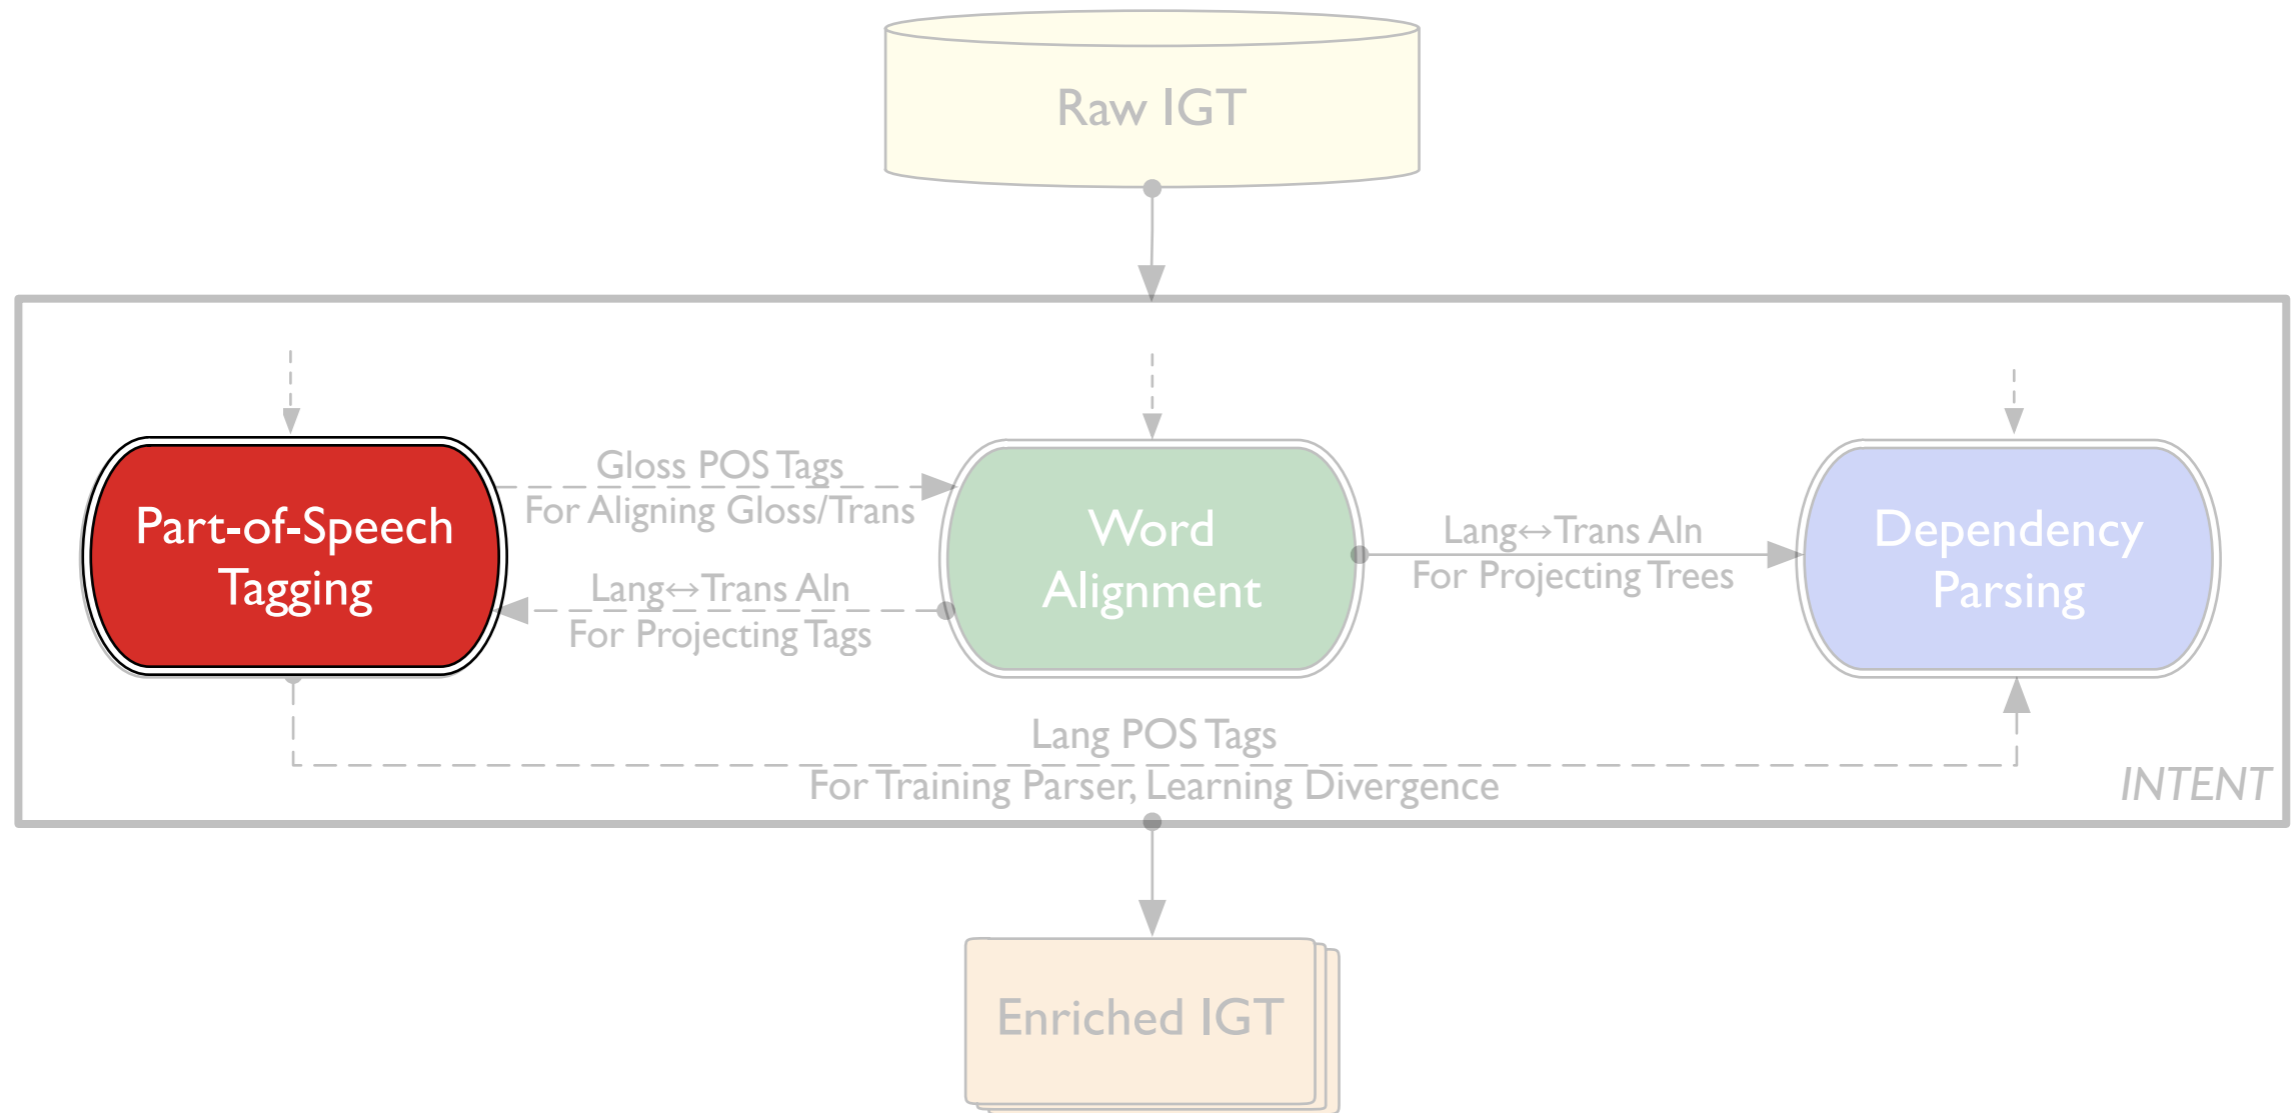 Raw IGT
Part-of-Speech
Tagging
Gloss POS Tags
For Aligning Gloss/Trans
Lang↔Trans Aln
For Projecting Tags
Word
Alignment
Lang↔Trans Aln
For Projecting Trees
Dependency
Parsing
Lang POS Tags
For Training Parser, Learning Divergence
INTENT
Enriched IGT